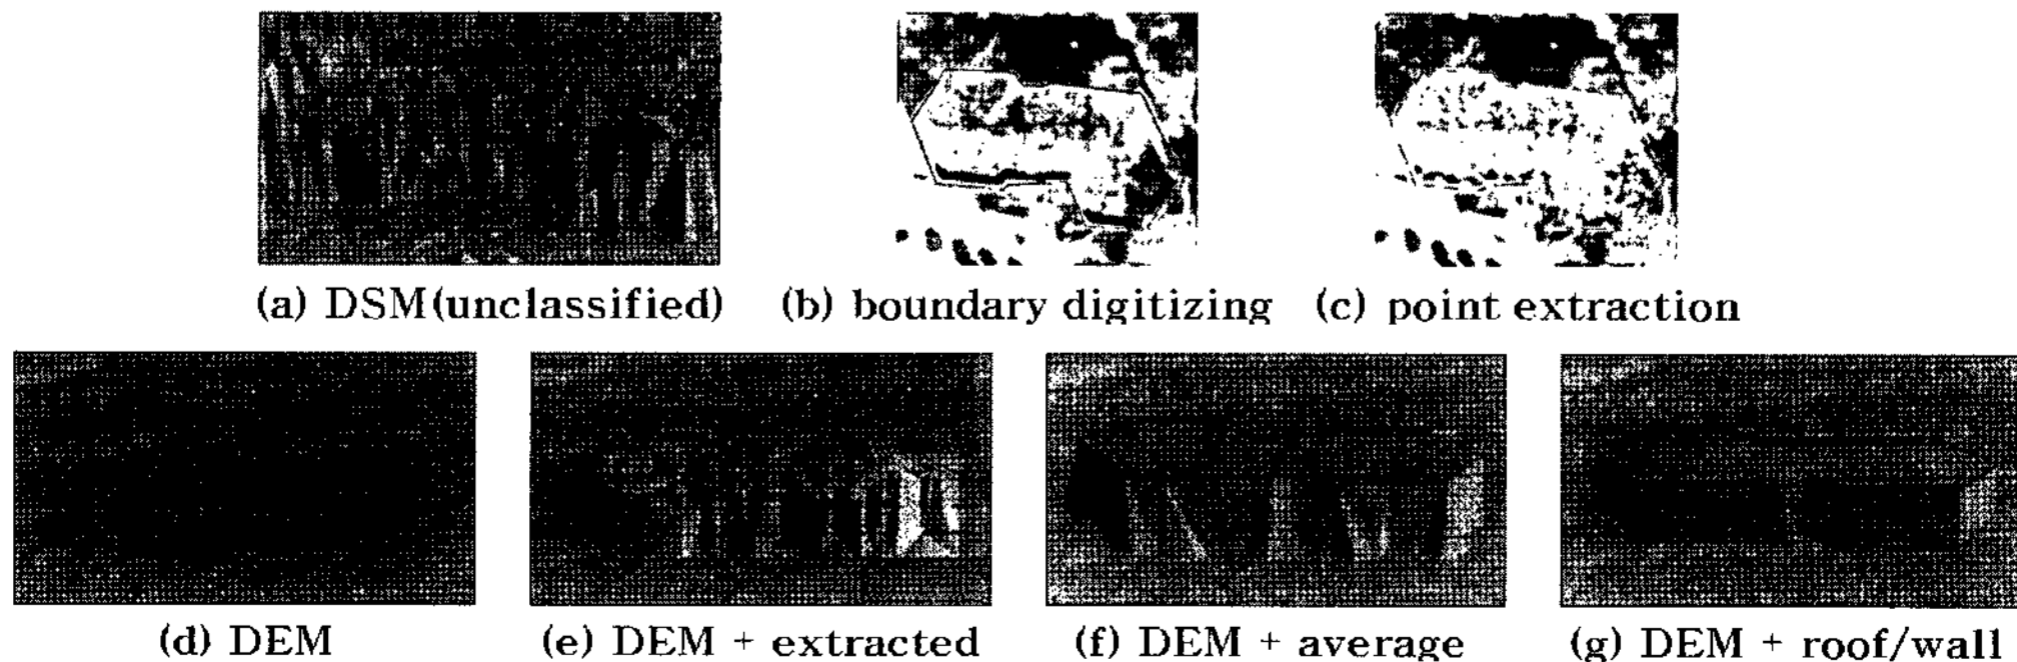 (a) DSM(unclassified) (b) boundary digitizing (c) point extraction
(d) DEM (e) DEM + extracted (f) DEM + average (g) DEM + roof/wall